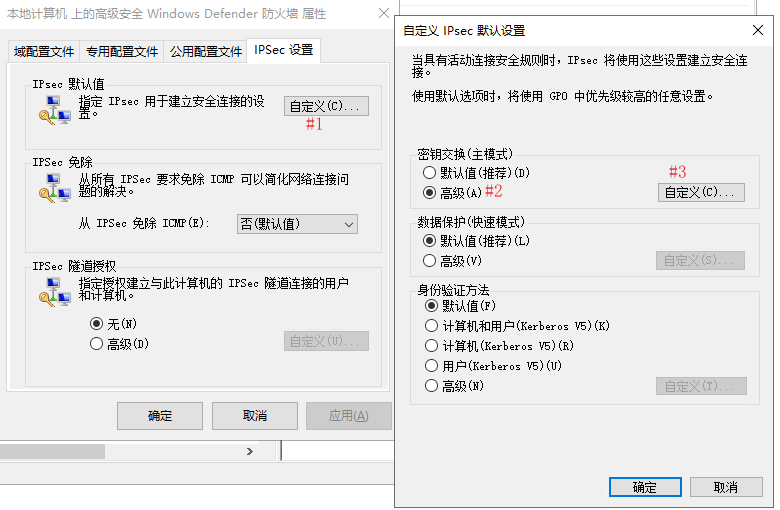 本地计算机 上的高级安全 Windows Defender 防火墙 属性
域配置文件 专用配置文件 公用配置文件 IPSec 设置
IPsec 默认值
指定 IPsec 用于建立安全连接的设
置。
自定义(C)...
#1
IPSec 免除
从所有 IPsec 要求免除 ICMP 可以简化网络连接问
题的解决。
从 IPSec 免除 ICMP(E): 否(默认值)
IPSec 隧道授权
指定授权建立与此计算机的 IPSec 隧道连接的用户
和计算机。
无(N)
高级(D)
自定义(U)...
确定 取消 应用(A)
自定义 IPsec 默认设置
当具有活动连接安全规则时，IPsec 将使用这些设置建立安全连
接。
使用默认选项时，将使用 GPO 中优先级较高的任意设置。
密钥交换(主模式)
默认值(推荐)(D)
#3
高级(A) #2
自定义(C)...
数据保护(快速模式)
默认值(推荐)(L)
高级(V)
自定义(S)...
身份验证方法
默认值(F)
计算机和用户(Kerberos V5)(K)
计算机(Kerberos V5)(R)
用户(Kerberos V5)(U)
高级(N)
自定义(T)...
确定 取消